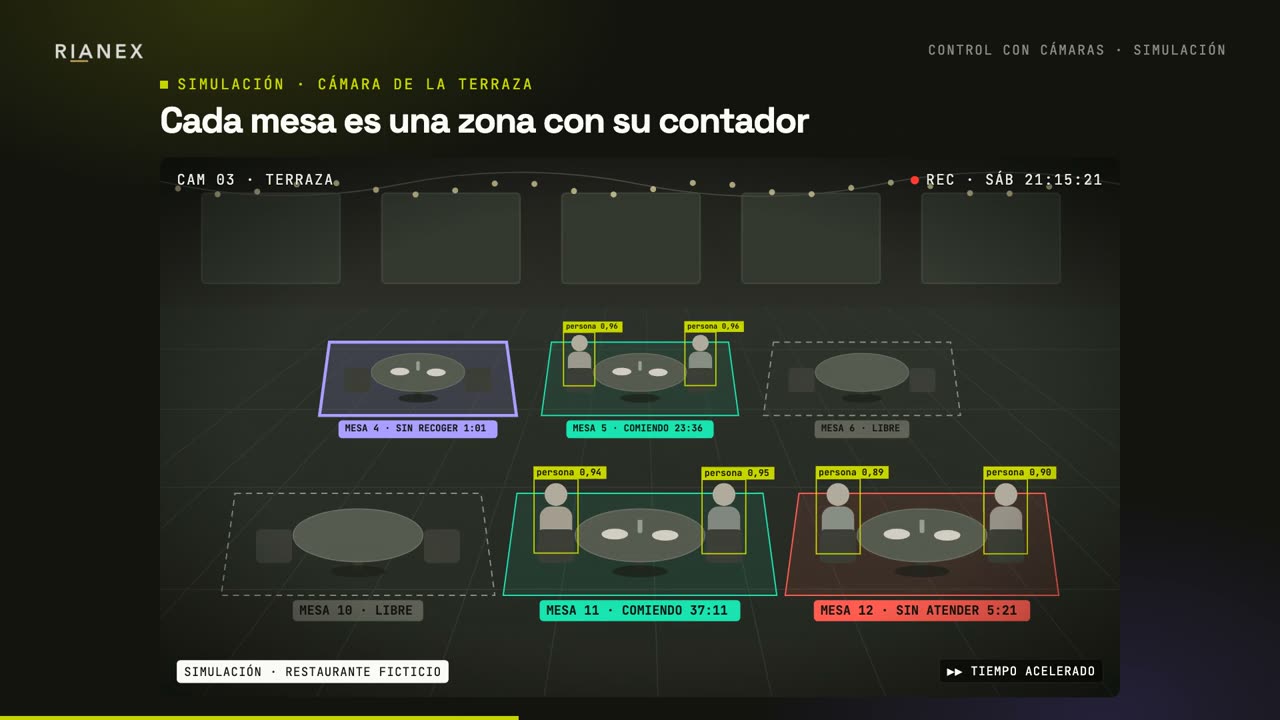 RIANEX
CONTROL CON CÁMARAS · SIMULACIÓN
SIMULACIÓN · CÁMARA DE LA TERRAZA
Cada mesa es una zona con su contador
CAM 03 · TERRAZA
REC · SÁB 21:15:21
persona 0,96
persona 0,96
MESA 4 · SIN RECOGER 1:01
MESA 5 · COMIENDO 23:36
MESA 6 · LIBRE
persona 0,94
persona 0,95
persona 0,89
persona 0,90
MESA 10 · LIBRE
MESA 11 · COMIENDO 37:11
MESA 12 · SIN ATENDER 5:21
SIMULACIÓN · RESTAURANTE FICTICIO
▶▶ TIEMPO ACELERADO